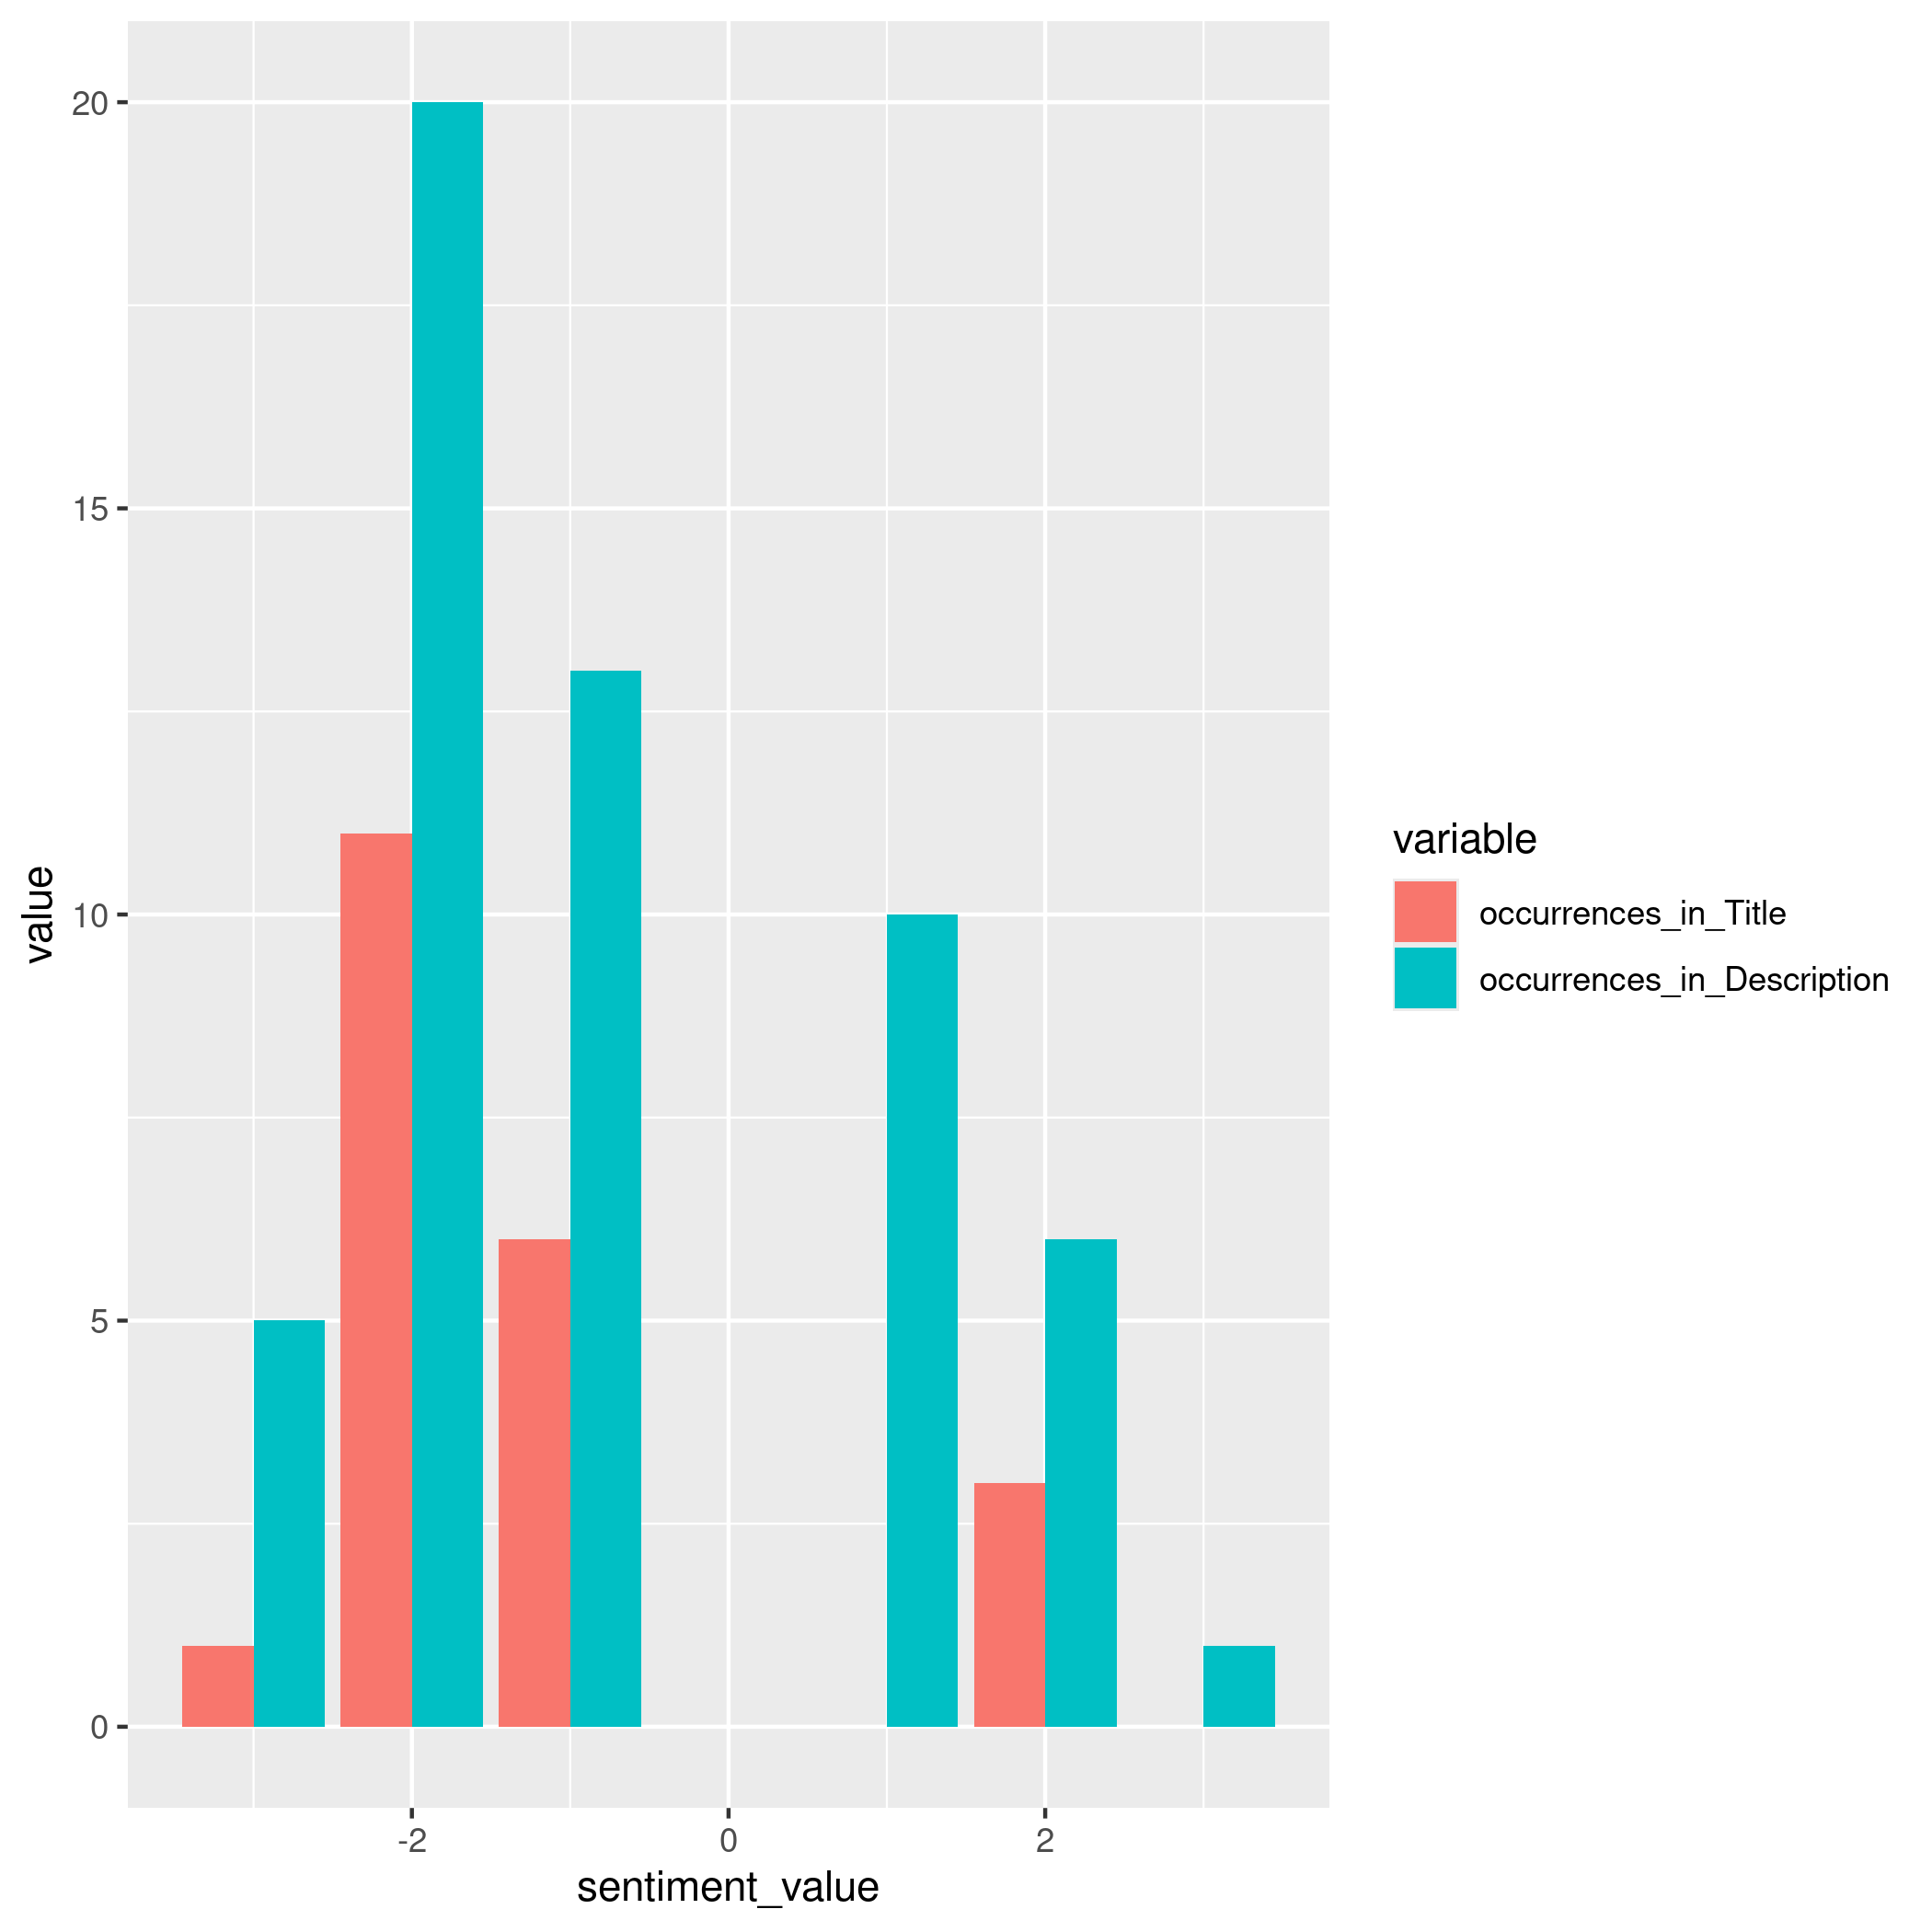 20
15
10
5
0
value
-2 0 2
sentiment_value
variable
occurrences_in_Title
occurrences_in_Description